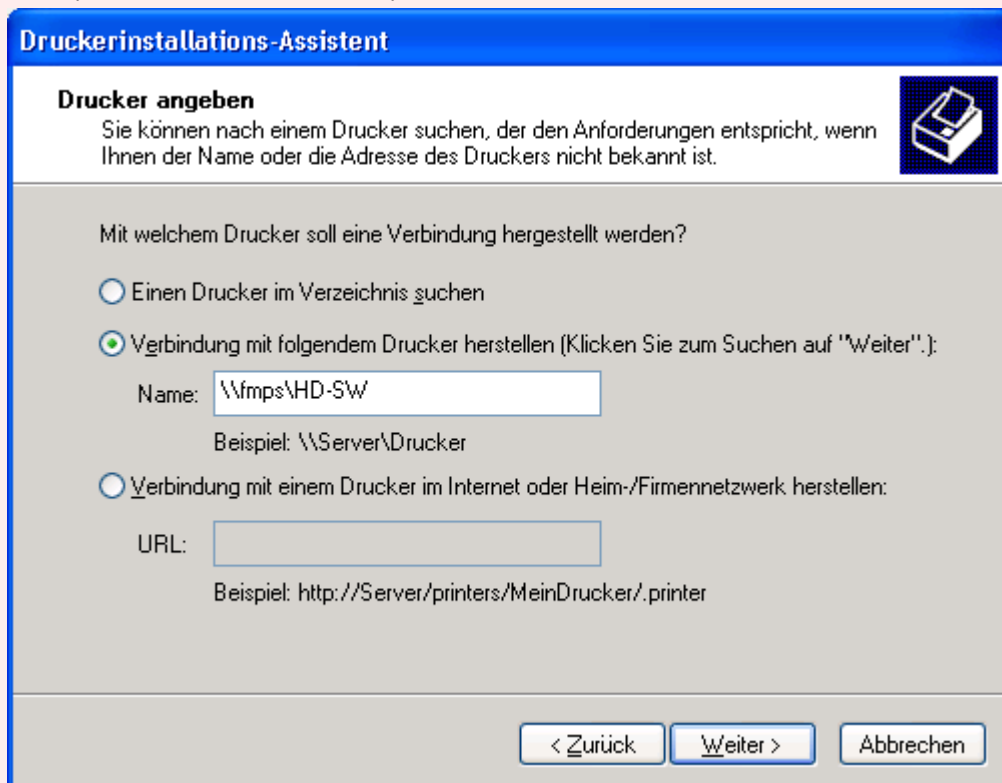 Druckerinstallations-Assistent
Drucker angeben
Sie können nach einem Drucker suchen, der den Anforderungen entspricht, wenn
Ihnen der Name oder die Adresse des Druckers nicht bekannt ist.
Mit welchem Drucker soll eine Verbindung hergestellt werden?
Einen Drucker im Verzeichnis suchen
Verbindung mit folgendem Drucker herstellen (Klicken Sie zum Suchen auf "Weiter".):
Name: \\fmps\HD-SW
Beispiel: \\Server\Drucker
Verbindung mit einem Drucker im Internet oder Heim-/Firmennetzwerk herstellen:
URL:
Beispiel: http://Server/printers/MeinDrucker/.printer
< Zurück Weiter > Abbrechen